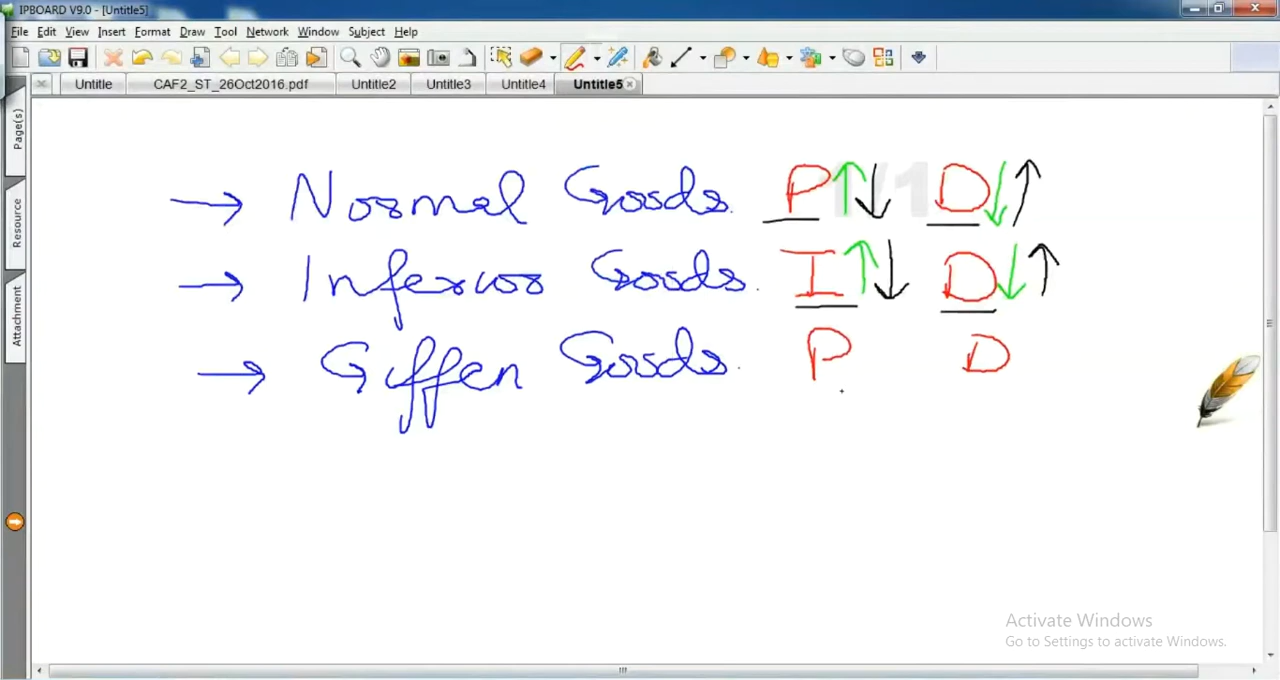 IPBOARD V9.0 - [Untitle5]
File Edit View Insert Format Draw Tool Network Window Subject Help
Untitle CAF2_ST_26Oct2016.pdf Untitle2 Untitle3 Untitle4 Untitle5
Page(s)
Resource
Attachment
→ Normal Goods. P↑↓ D↓↑
→ Inferior Goods. I↑↓ D↓↑
→ Giffen Goods. P D
1/1
Activate Windows
Go to Settings to activate Windows.